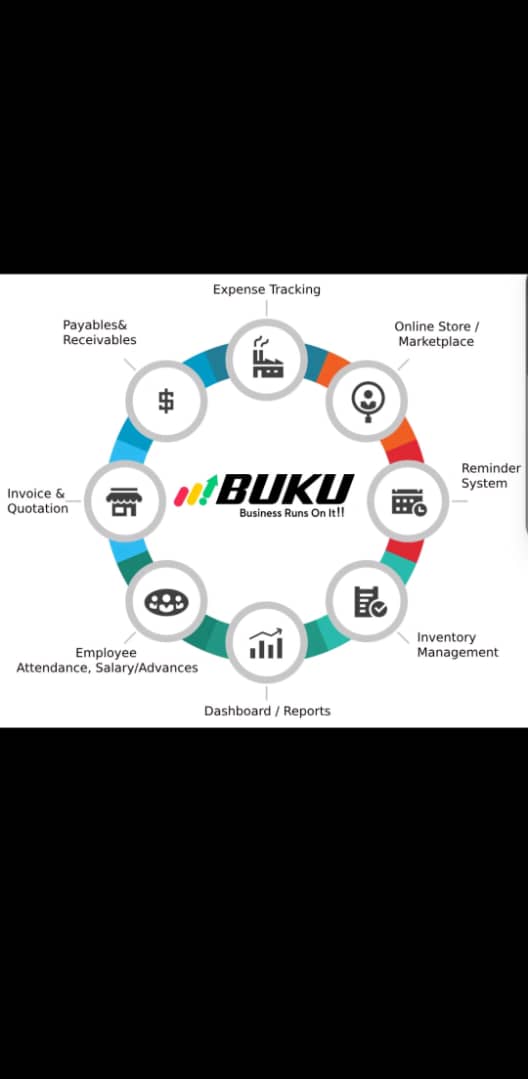 Expense Tracking
Payables&
Receivables
Online Store /
Marketplace
$
Invoice &
Quotation
BUKU
Business Runs On It!!
Reminder
System
Employee
Attendance, Salary/Advances
Inventory
Management
Dashboard / Reports